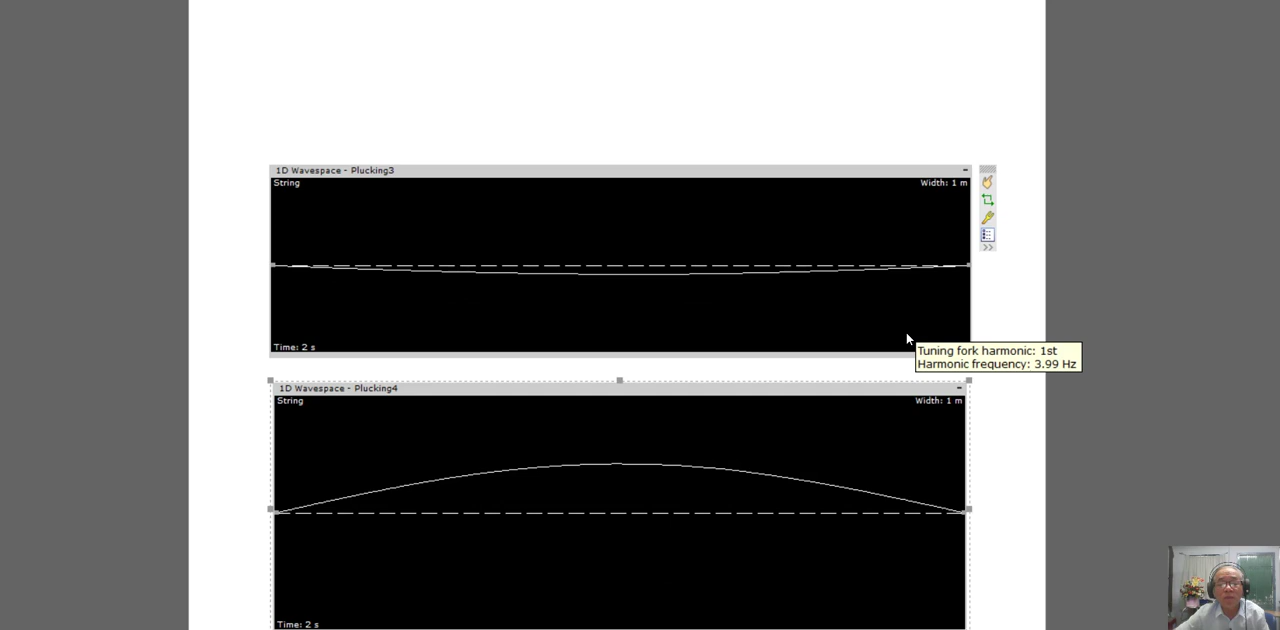 1D Wavespace - Plucking3
String
Width: 1 m
Time: 2 s
Tuning fork harmonic: 1st
Harmonic frequency: 3.99 Hz
1D Wavespace - Plucking4
String
Width: 1 m
Time: 2 s